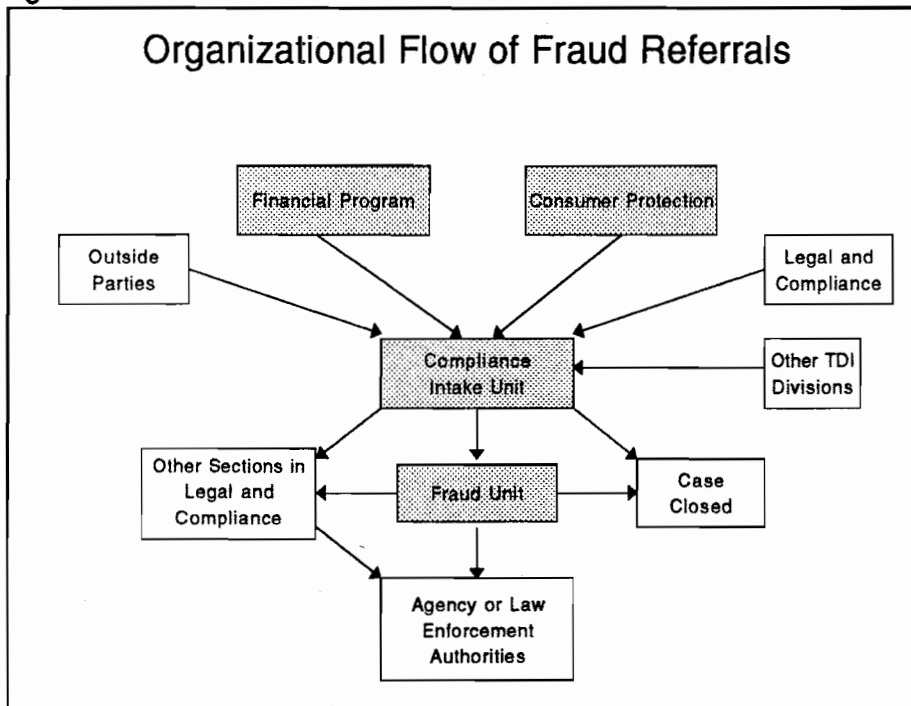 Organizational Flow of Fraud Referrals
Financial Program
Consumer Protection
Outside
Parties
Legal and
Compliance
Compliance
Intake Unit
Other TDI
Divisions
Other Sections in
Legal and
Compliance
Fraud Unit
Case
Closed
Agency or Law
Enforcement
Authorities